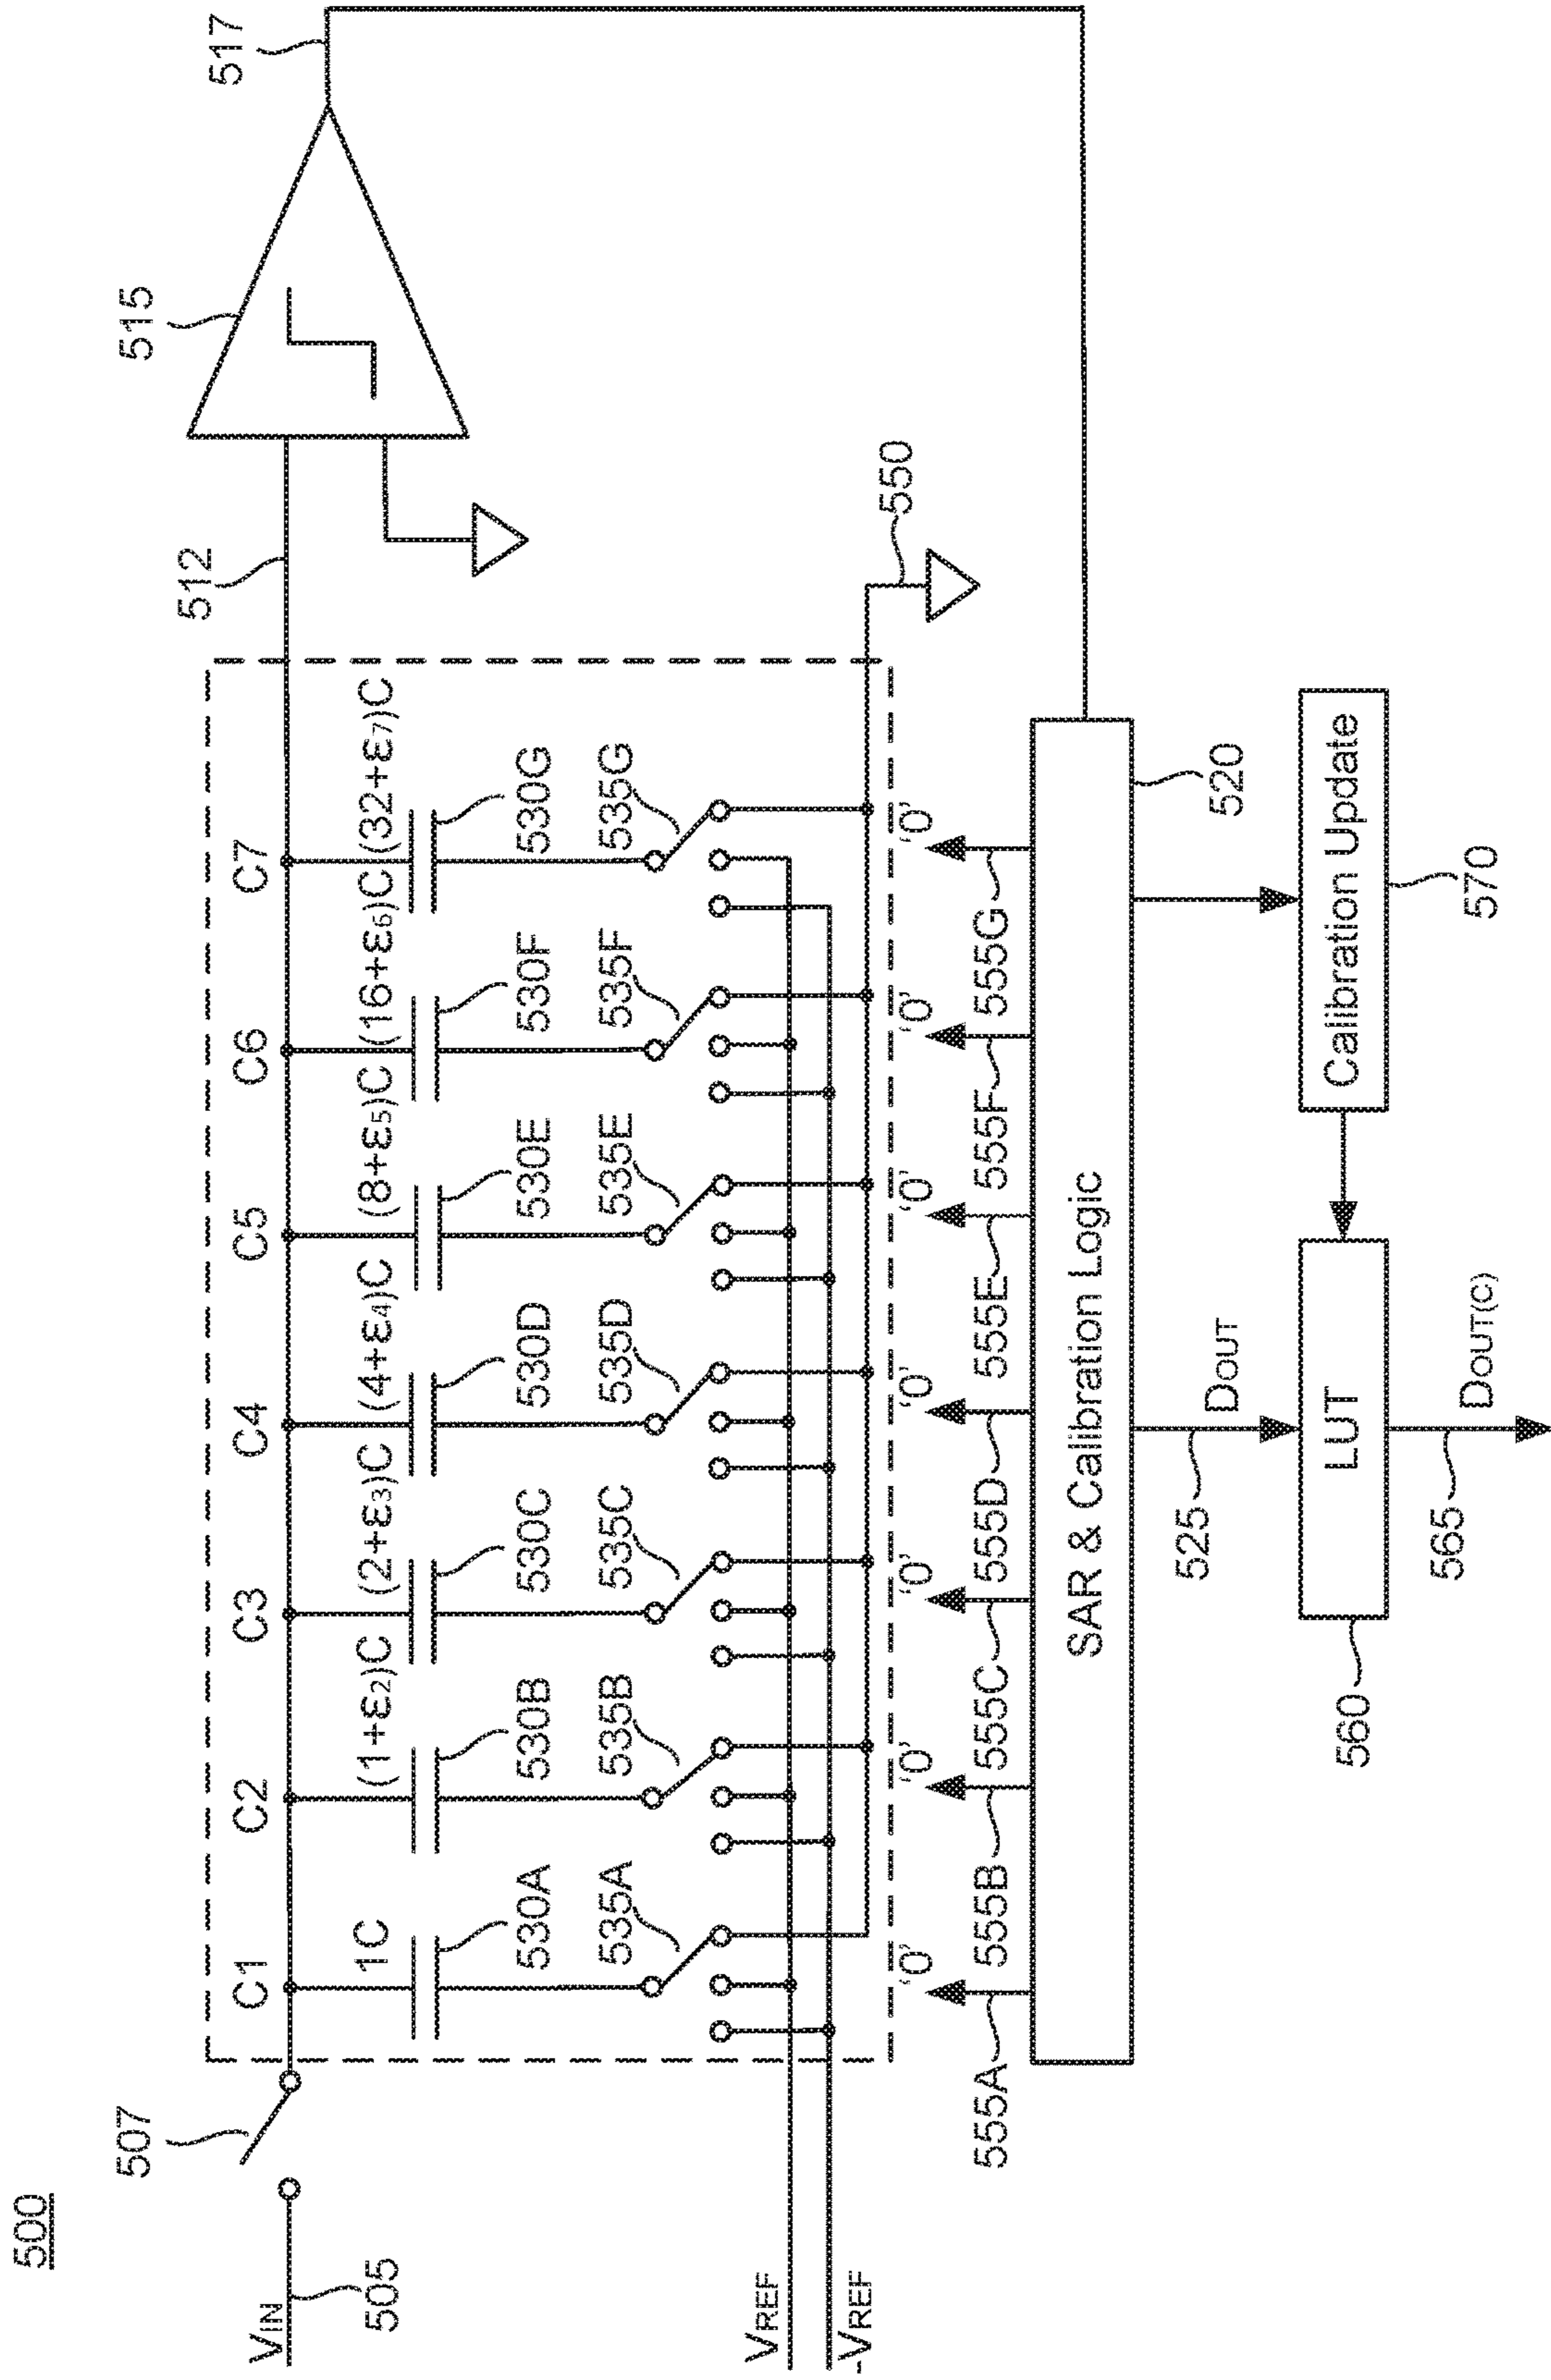 500
507
512
515
517
VIN
505
C1 C2 C3 C4 C5 C6 C7
1C (1+ε2)C (2+ε3)C (4+ε4)C (8+ε5)C (16+ε6)C (32+ε7)C
530A 530B 530C 530D 530E 530F 530G
535A 535B 535C 535D 535E 535F 535G
550
VREF
-VREF
'0' '0' '0' '0' '0' '0' '0'
555A 555B 555C 555D 555E 555F 555G
SAR & Calibration Logic
520
525
DOUT
560
LUT
Calibration Update
570
565
DOUT(C)